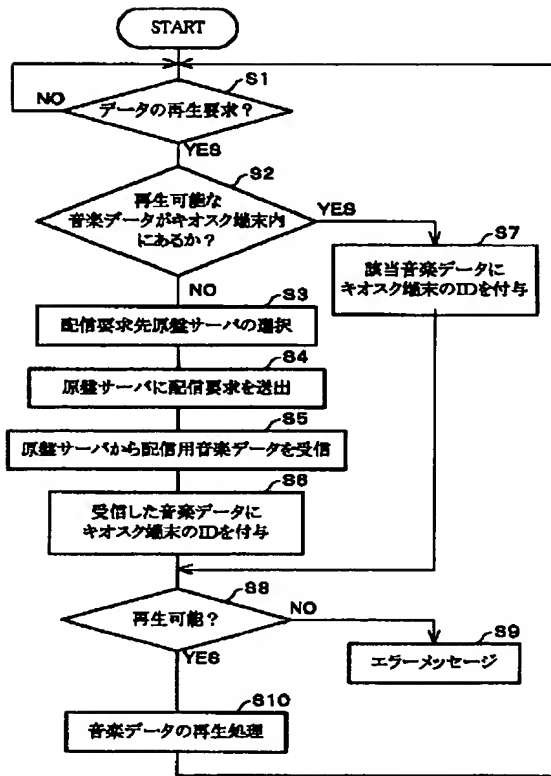 START
S1
NO
データの再生要求？
YES
S2
再生可能な
音楽データがキオスク端末内
にあるか？
YES
S7
該当音楽データに
キオスク端末のIDを付与
NO
S3
配信要求先原盤サーバの選択
S4
原盤サーバに配信要求を送出
S5
原盤サーバから配信用音楽データを受信
S6
受信した音楽データに
キオスク端末のIDを付与
S8
再生可能？
NO
S9
エラーメッセージ
YES
S10
音楽データの再生処理